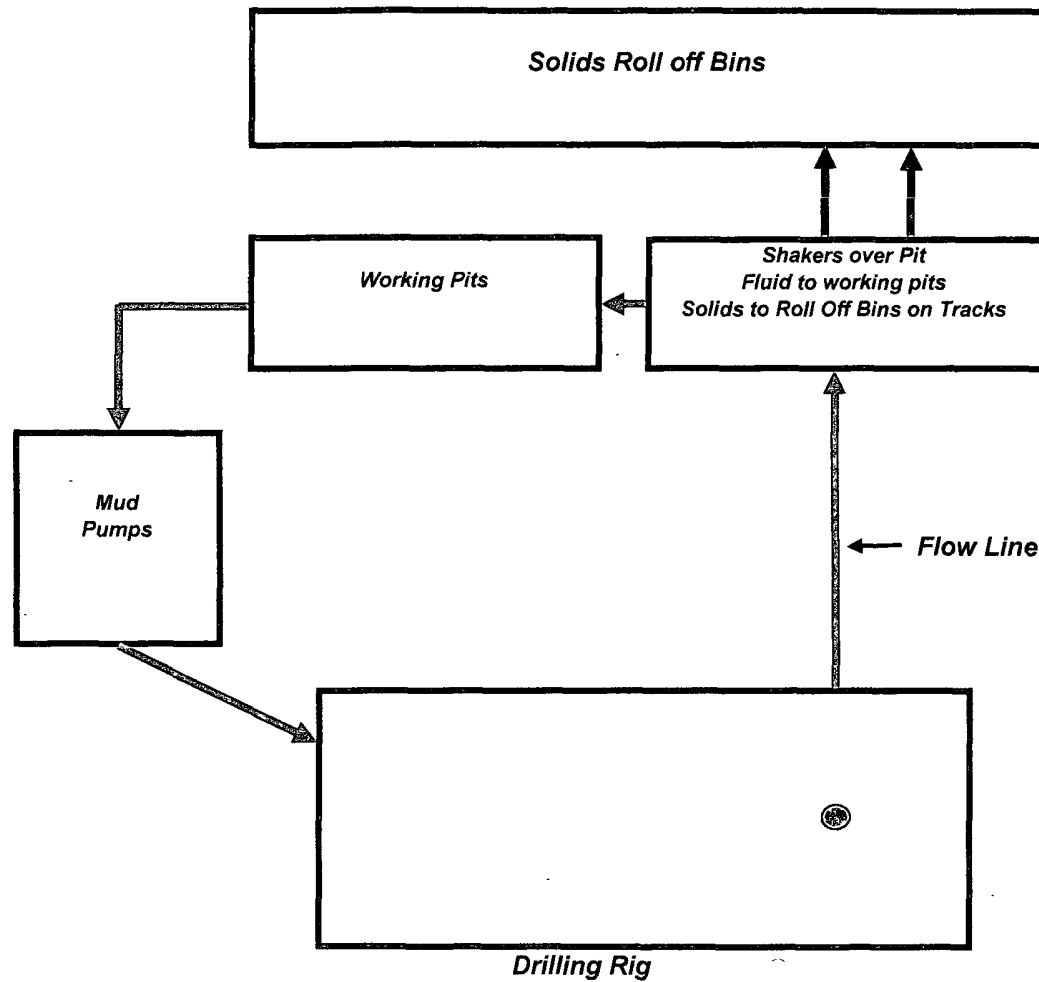 Solids Roll off Bins
Shakers over Pit
Fluid to working pits
Solids to Roll Off Bins on Tracks
Working Pits
Mud
Pumps
Flow Line
Drilling Rig